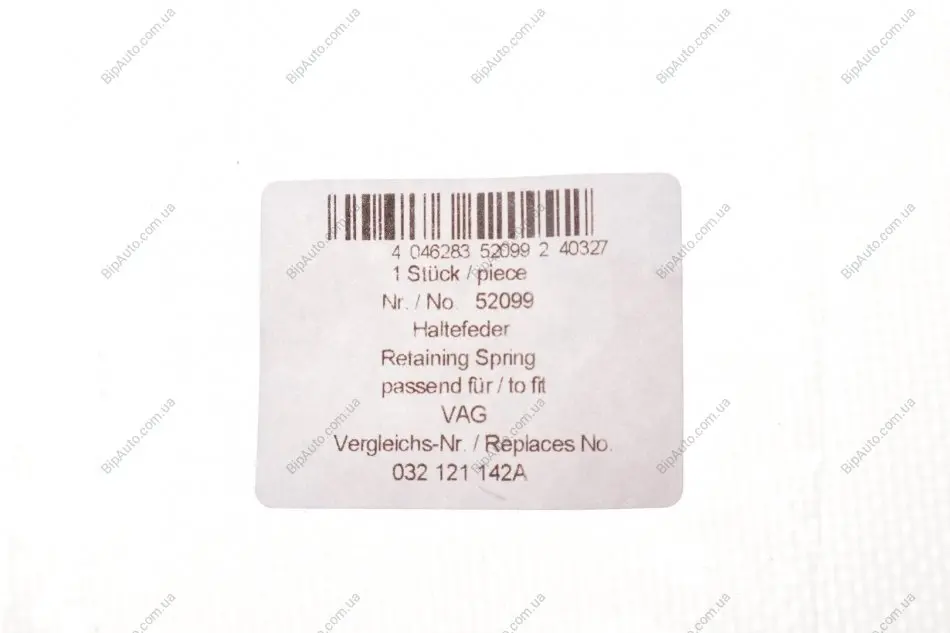 4 046283 52099 2 40327
1 Stück / piece
Nr. / No. 52099
Haltefeder
Retaining Spring
passend für / to fit
VAG
Vergleichs-Nr. / Replaces No.
032 121 142A
BipAuto.com.ua